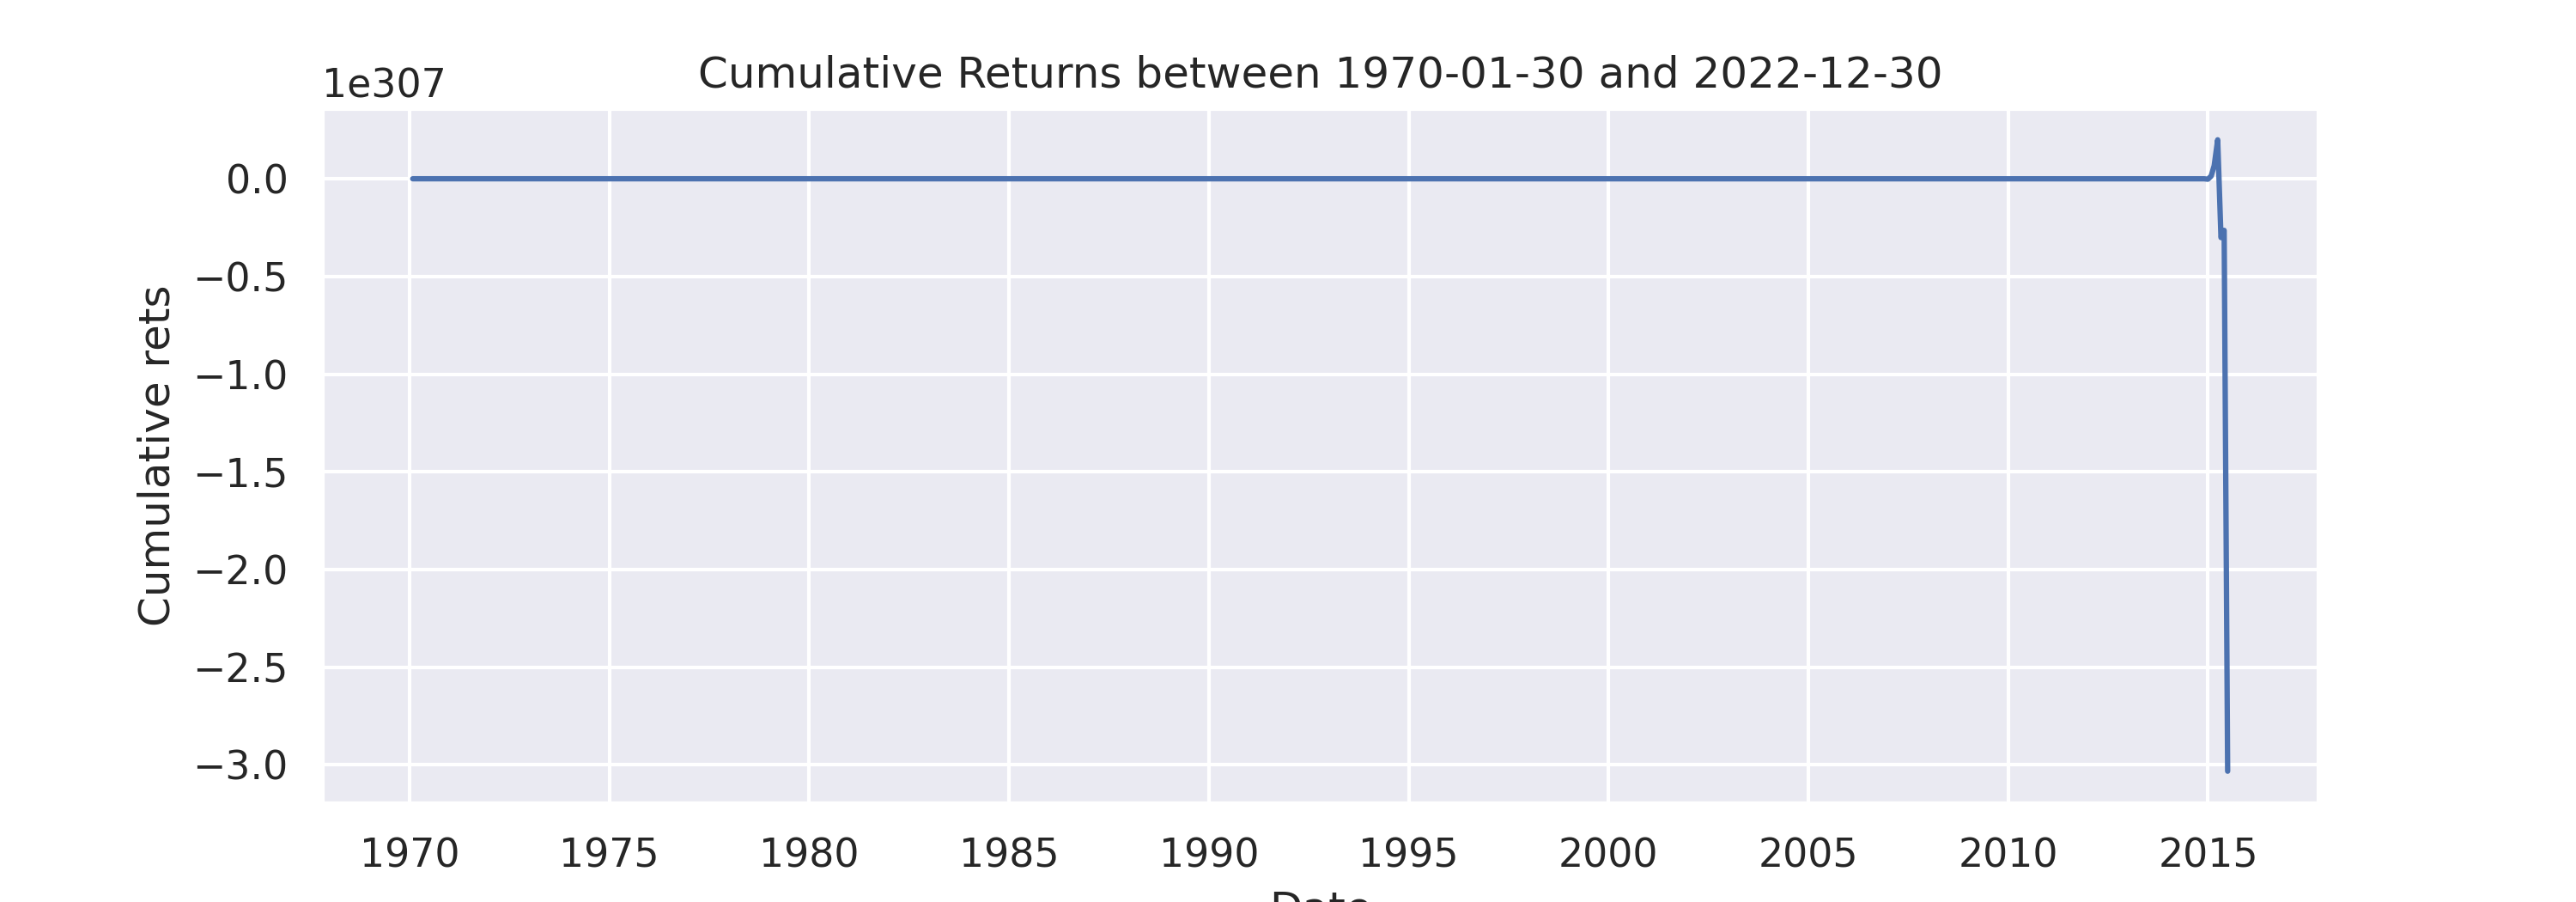 Cumulative Returns between 1970-01-30 and 2022-12-30
1e307
0.0
−0.5
−1.0
−1.5
−2.0
−2.5
−3.0
Cumulative rets
1970 1975 1980 1985 1990 1995 2000 2005 2010 2015
Date